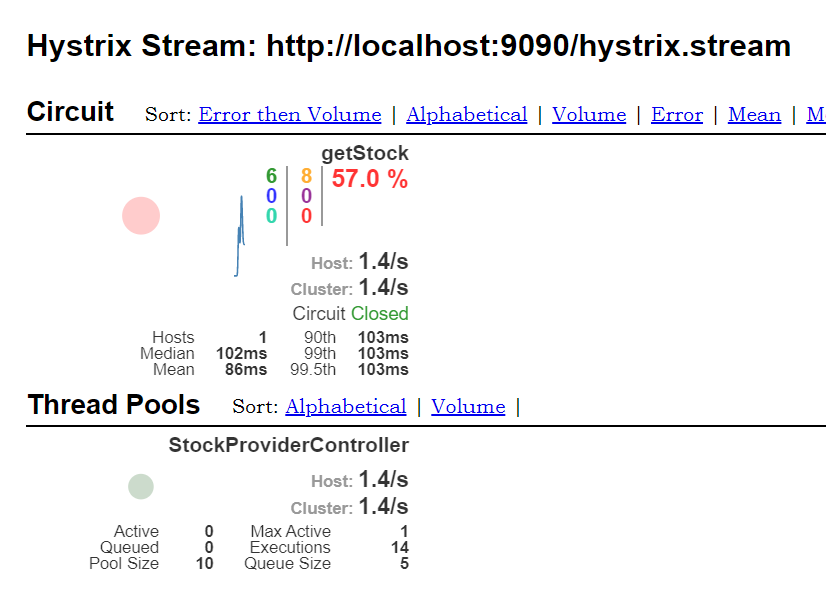 Hystrix Stream: http://localhost:9090/hystrix.stream
Circuit Sort: Error then Volume | Alphabetical | Volume | Error | Mean | M
getStock
6 8 57.0 %
0 0
0 0
Host: 1.4/s
Cluster: 1.4/s
Circuit Closed
Hosts 1 90th 103ms
Median 102ms 99th 103ms
Mean 86ms 99.5th 103ms
Thread Pools Sort: Alphabetical | Volume |
StockProviderController
Host: 1.4/s
Cluster: 1.4/s
Active 0 Max Active 1
Queued 0 Executions 14
Pool Size 10 Queue Size 5